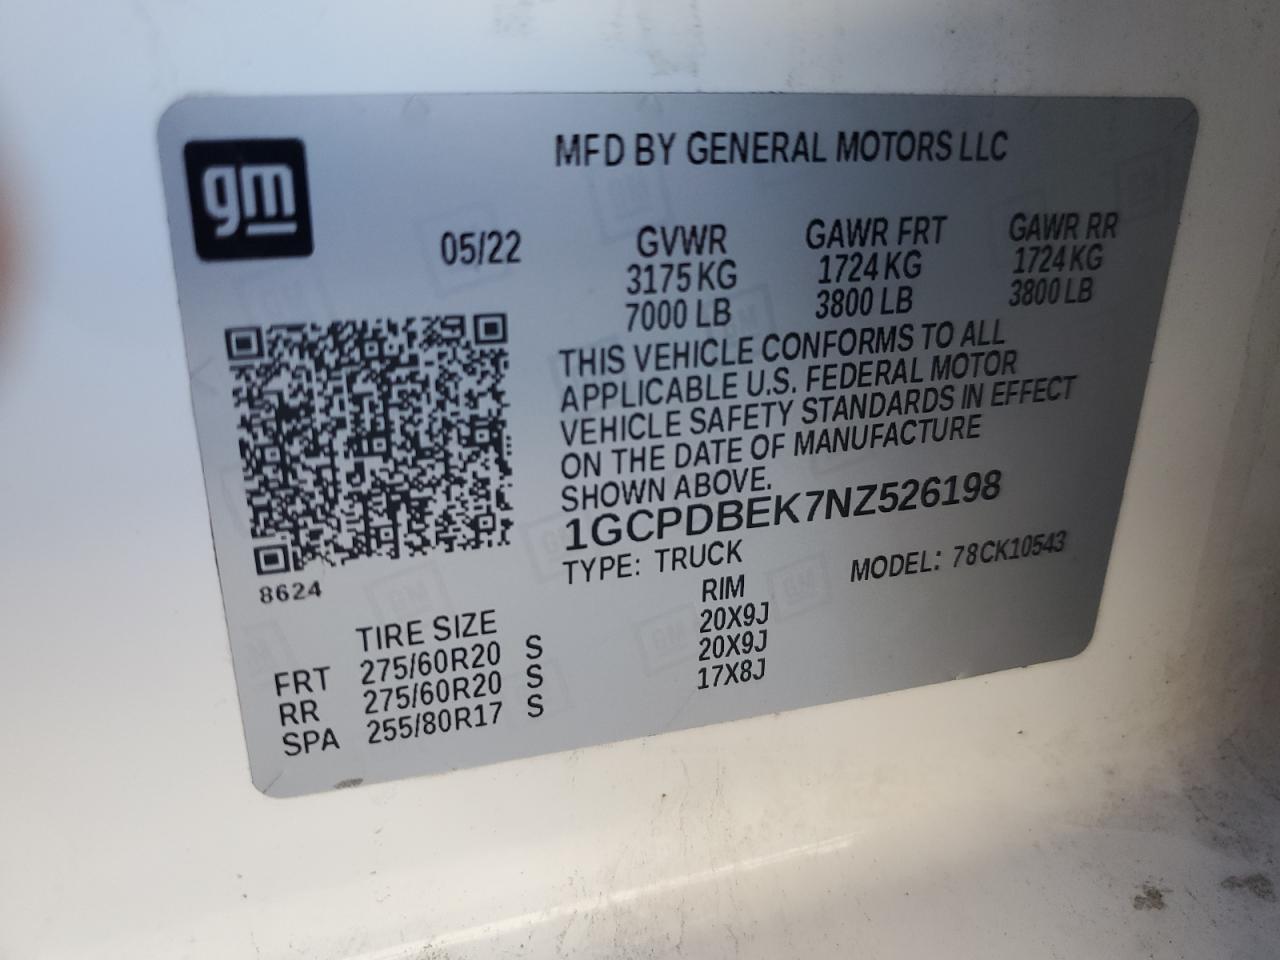 gm
MFD BY GENERAL MOTORS LLC
05/22
GVWR GAWR FRT GAWR RR
3175 KG 1724 KG 1724 KG
7000 LB 3800 LB 3800 LB
THIS VEHICLE CONFORMS TO ALL
APPLICABLE U.S. FEDERAL MOTOR
VEHICLE SAFETY STANDARDS IN EFFECT
ON THE DATE OF MANUFACTURE
SHOWN ABOVE.
1GCPDBEK7NZ526198
TYPE: TRUCK MODEL: 78CK10543
8624
TIRE SIZE RIM
FRT 275/60R20 S 20X9J
RR 275/60R20 S 20X9J
SPA 255/80R17 S 17X8J